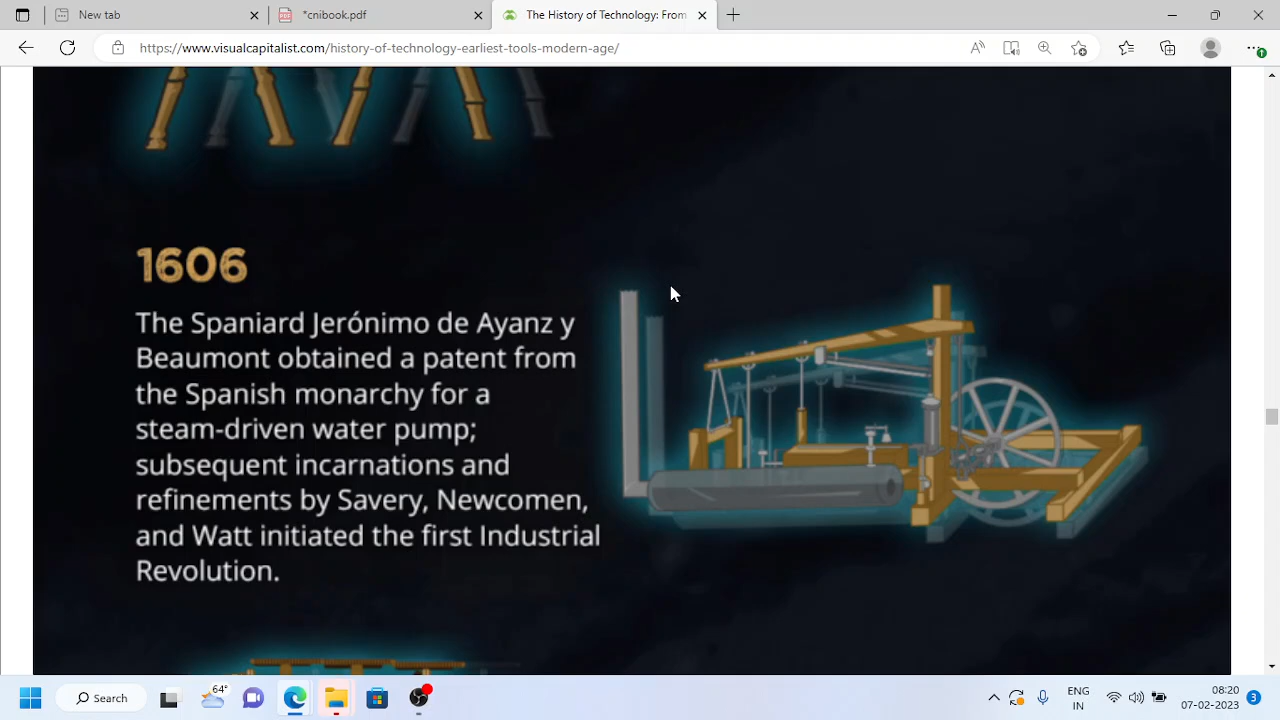 New tab
*cnibook.pdf
The History of Technology: From
https://www.visualcapitalist.com/history-of-technology-earliest-tools-modern-age/
1606
The Spaniard Jerónimo de Ayanz y
Beaumont obtained a patent from
the Spanish monarchy for a
steam-driven water pump;
subsequent incarnations and
refinements by Savery, Newcomen,
and Watt initiated the first Industrial
Revolution.
Search
64°
ENG
IN
08:20
07-02-2023
3